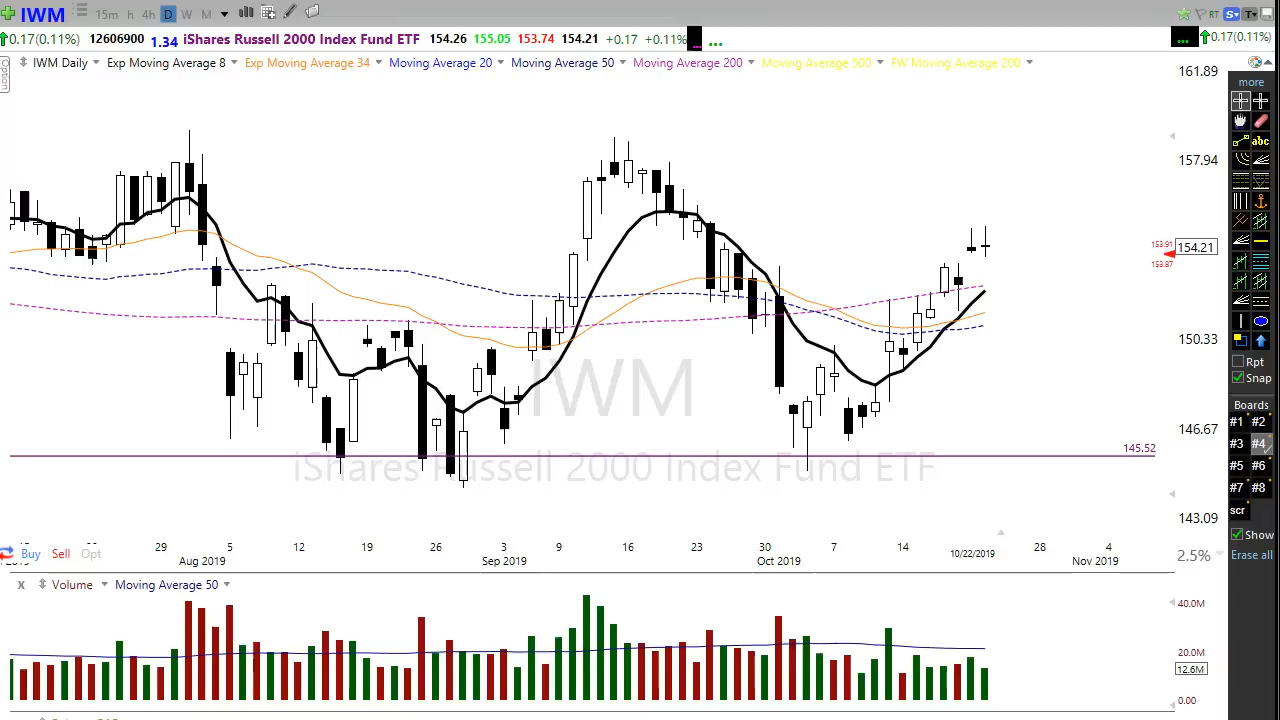 IWM 15m h 4h D W M RT S T
0.17(0.11%) 12606900 1.34 iShares Russell 2000 Index Fund ETF 154.26 155.05 153.74 154.21 +0.17 +0.11% ... ... 0.17(0.11%)
Option
IWM Daily Exp Moving Average 8 Exp Moving Average 34 Moving Average 20 Moving Average 50 Moving Average 200 Moving Average 500 FW Moving Average 200
161.89
more
abc
157.94
153.91
154.21
153.87
150.33
Rpt
Snap
IWM
Boards
#1 #2
146.67
#3 #4
145.52
iShares Russell 2000 Index Fund ETF
#5 #6
#7 #8
scr
143.09
Show
29 5 12 19 26 3 9 16 23 30 7 14 28 4
10/22/2019
Buy Sell Opt
2.5%
Erase all
Aug 2019 Sep 2019 Oct 2019 Nov 2019
x Volume Moving Average 50
40.0M
20.0M
12.6M
0.00